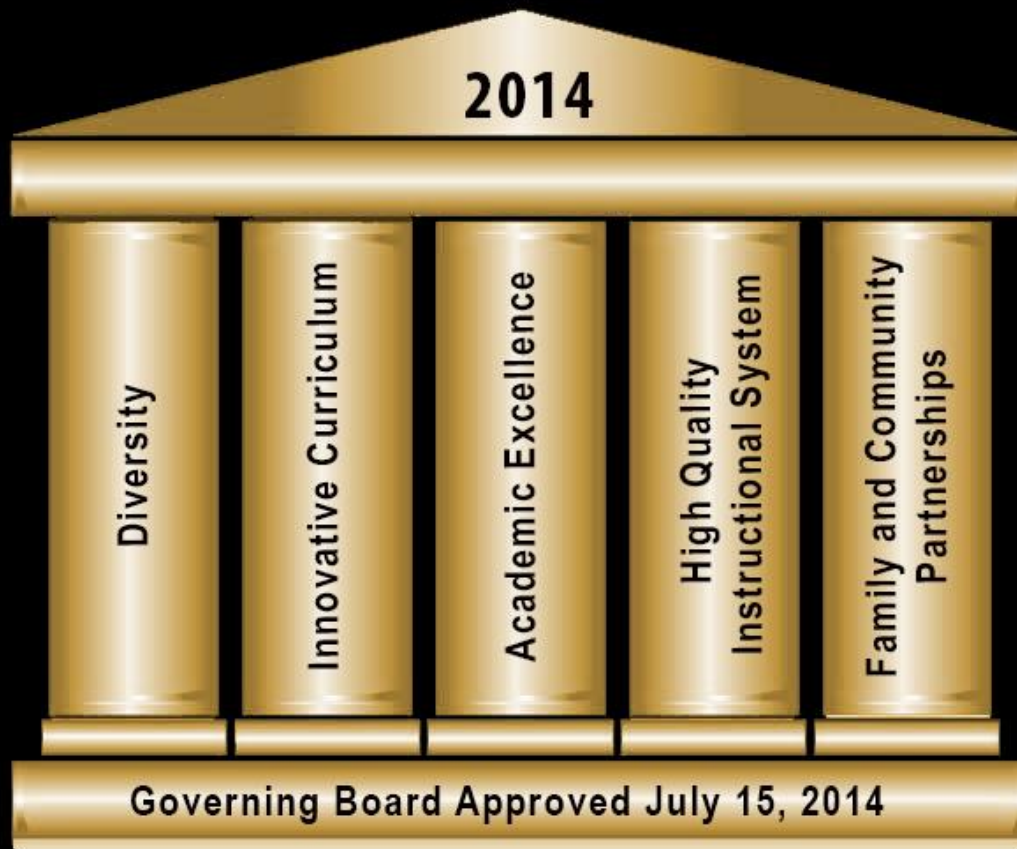 2014
Diversity
Innovative Curriculum
Academic Excellence
High Quality
Instructional System
Family and Community
Partnerships
Governing Board Approved July 15, 2014